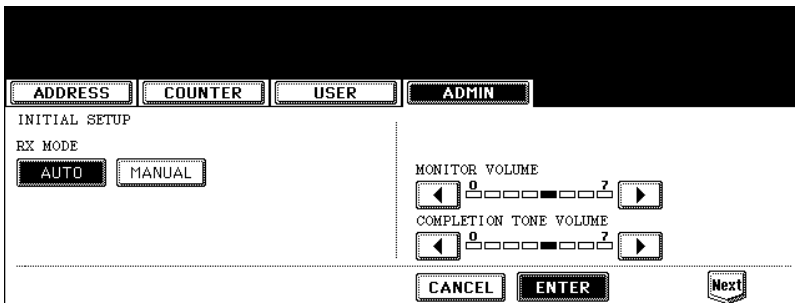 ADDRESS COUNTER USER ADMIN
INITIAL SETUP
RX MODE
AUTO MANUAL
MONITOR VOLUME
0 7
COMPLETION TONE VOLUME
0 7
CANCEL ENTER Next